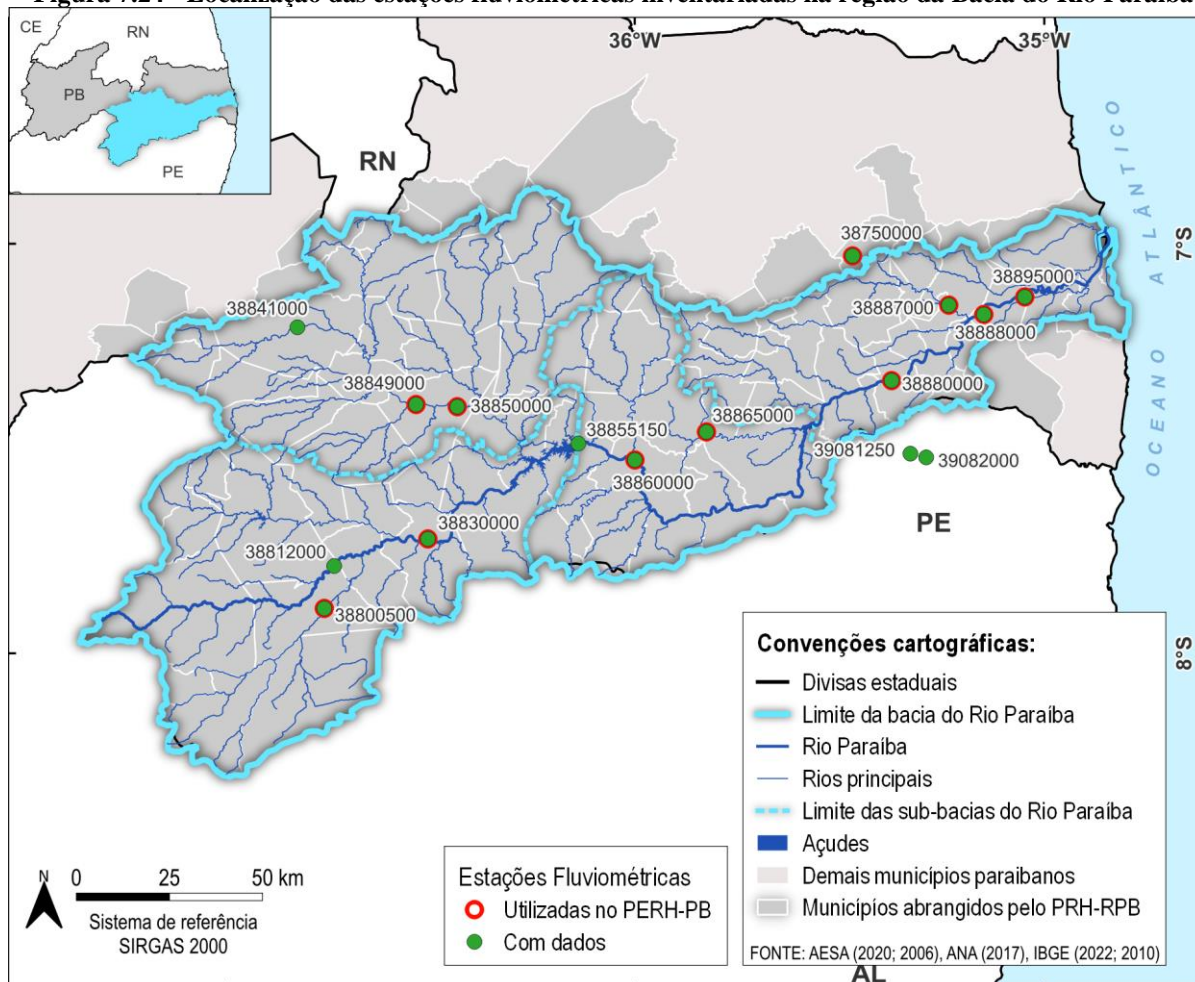 Figura 7.24 - Localização das estações fluviométricas inventariadas na região da Bacia do Rio Paraíba
CE
RN
PB
PE
36°W
35°W
RN
OCEANO ATLÂNTICO
7°S
38750000
38895000
38841000
38887000
38888000
38849000
38850000
38880000
38865000
38855150
39081250
39082000
38860000
PE
38830000
38812000
38800500
8°S
Convenções cartográficas:
Divisas estaduais
Limite da bacia do Rio Paraíba
Rio Paraíba
Rios principais
Limite das sub-bacias do Rio Paraíba
Açudes
Demais municípios paraibanos
Municípios abrangidos pelo PRH-RPB
FONTE: AESA (2020; 2006), ANA (2017), IBGE (2022; 2010)
Estações Fluviométricas
Utilizadas no PERH-PB
Com dados
N
0 25 50 km
Sistema de referência
SIRGAS 2000
AL